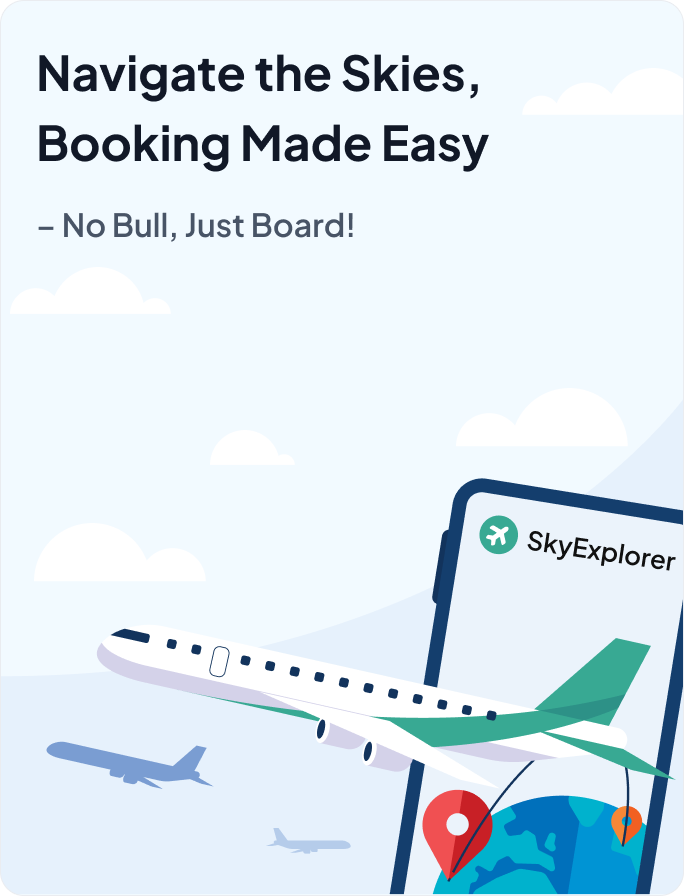 Navigate the Skies,
Booking Made Easy
– No Bull, Just Board!
SkyExplorer